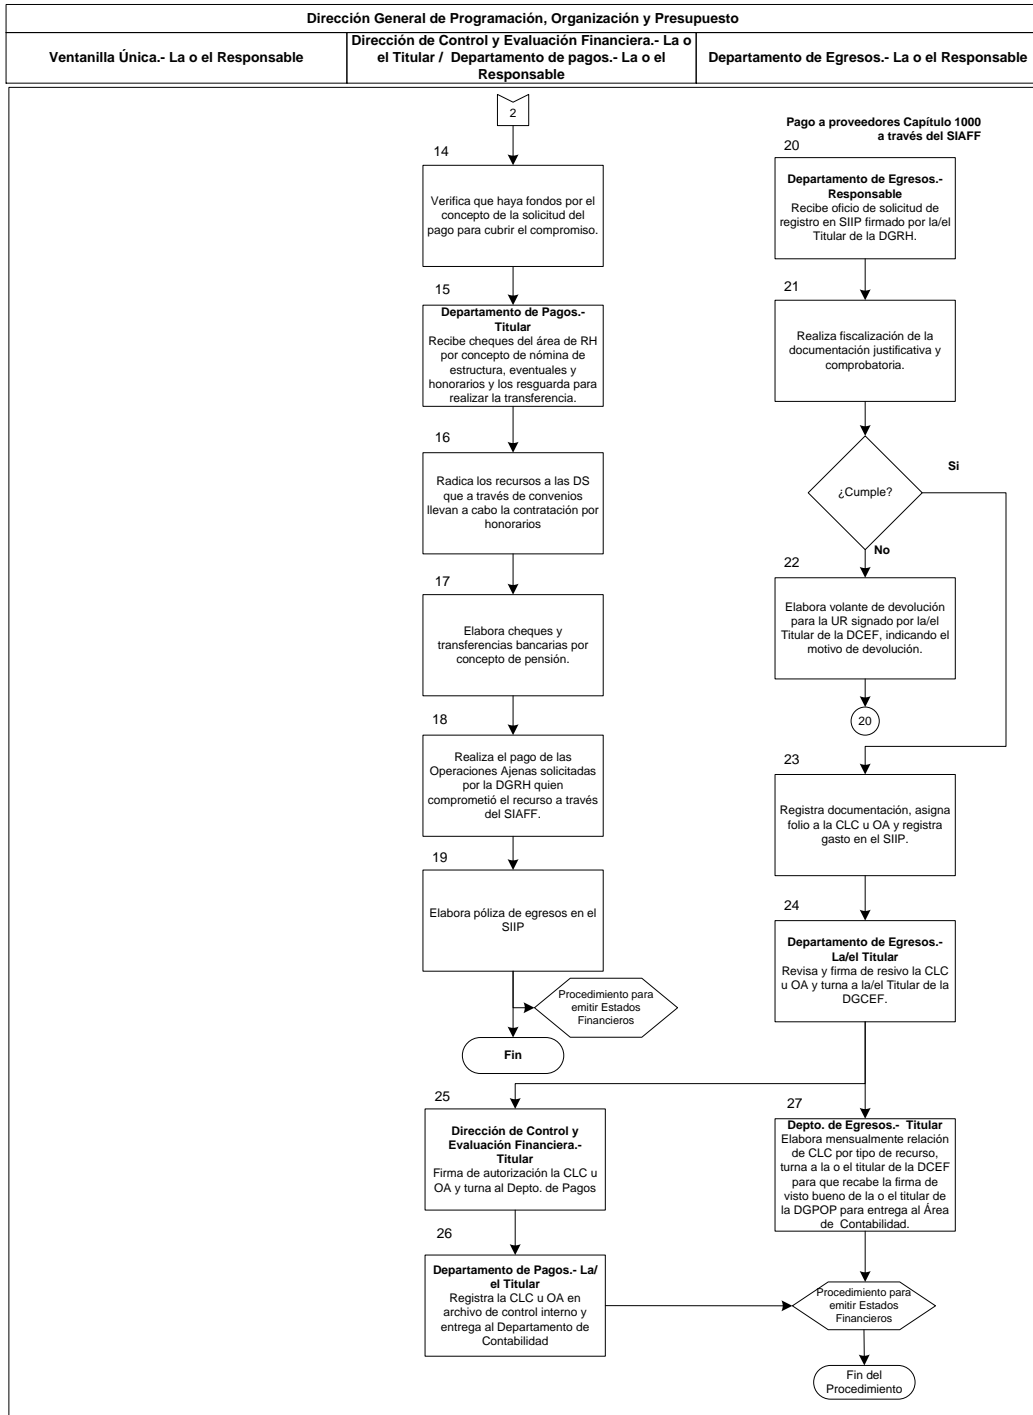 Dirección General de Programación, Organización y Presupuesto
Ventanilla Única.- La o el Responsable
Dirección de Control y Evaluación Financiera.- La o
el Titular / Departamento de pagos.- La o el
Responsable
Departamento de Egresos.- La o el Responsable
2
14
Verifica que haya fondos por el
concepto de la solicitud del
pago para cubrir el compromiso.
15
Departamento de Pagos.-
Titular
Recibe cheques del área de RH
por concepto de nómina de
estructura, eventuales y
honorarios y los resguarda para
realizar la transferencia.
16
Radica los recursos a las DS
que a través de convenios
llevan a cabo la contratación por
honorarios
17
Elabora cheques y
transferencias bancarias por
concepto de pensión.
18
Realiza el pago de las
Operaciones Ajenas solicitadas
por la DGRH quien
comprometió el recurso a través
del SIAFF.
19
Elabora póliza de egresos en el
SIIP
Procedimiento para
emitir Estados
Financieros
Fin
Pago a proveedores Capítulo 1000
a través del SIAFF
20
Departamento de Egresos.-
Responsable
Recibe oficio de solicitud de
registro en SIIP firmado por la/el
Titular de la DGRH.
21
Realiza fiscalización de la
documentación justificativa y
comprobatoria.
¿Cumple?
Si
No
22
Elabora volante de devolución
para la UR signado por la/el
Titular de la DCEF, indicando el
motivo de devolución.
20
23
Registra documentación, asigna
folio a la CLC u OA y registra
gasto en el SIIP.
24
Departamento de Egresos.-
La/el Titular
Revisa y firma de resivo la CLC
u OA y turna a la/el Titular de la
DGCEF.
25
Dirección de Control y
Evaluación Financiera.-
Titular
Firma de autorización la CLC u
OA y turna al Depto. de Pagos
26
Departamento de Pagos.- La/
el Titular
Registra la CLC u OA en
archivo de control interno y
entrega al Departamento de
Contabilidad
27
Depto. de Egresos.- Titular
Elabora mensualmente relación
de CLC por tipo de recurso,
turna a la o el titular de la DCEF
para que recabe la firma de
visto bueno de la o el titular de
la DGPOP para entrega al Área
de Contabilidad.
Procedimiento para
emitir Estados
Financieros
Fin del
Procedimiento